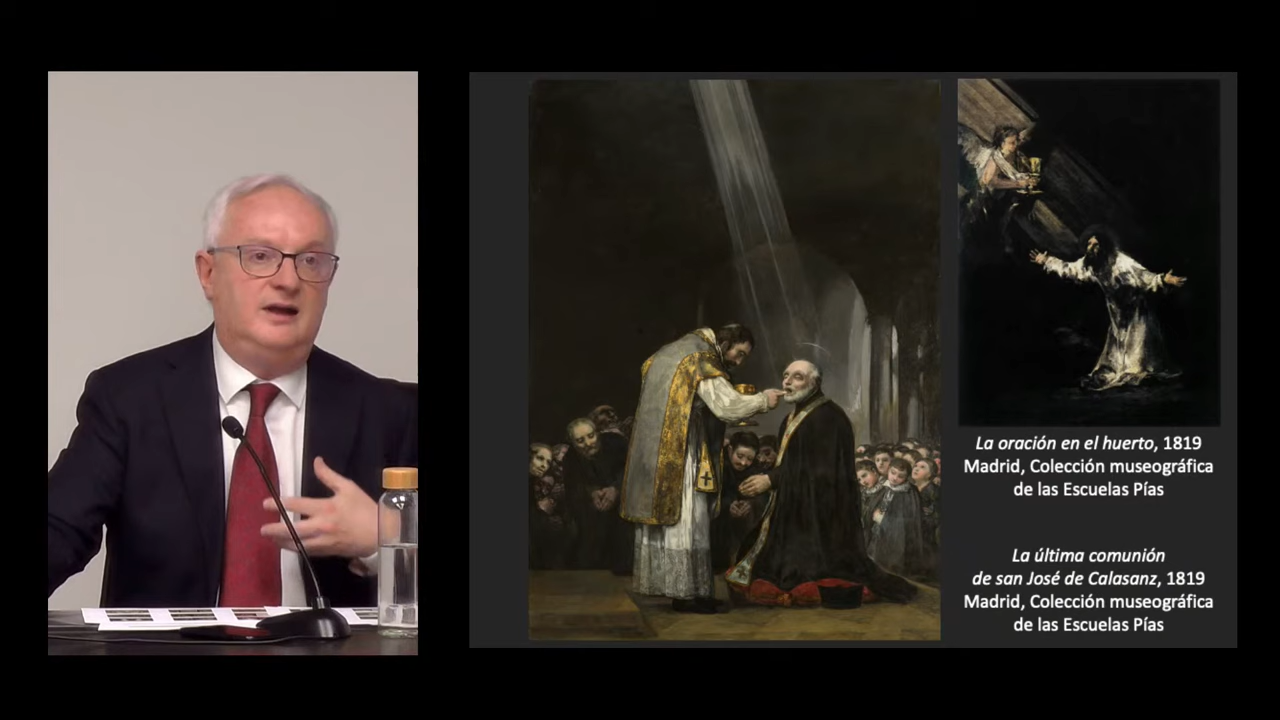 La oración en el huerto, 1819
Madrid, Colección museográfica
de las Escuelas Pías
La última comunión
de san José de Calasanz, 1819
Madrid, Colección museográfica
de las Escuelas Pías